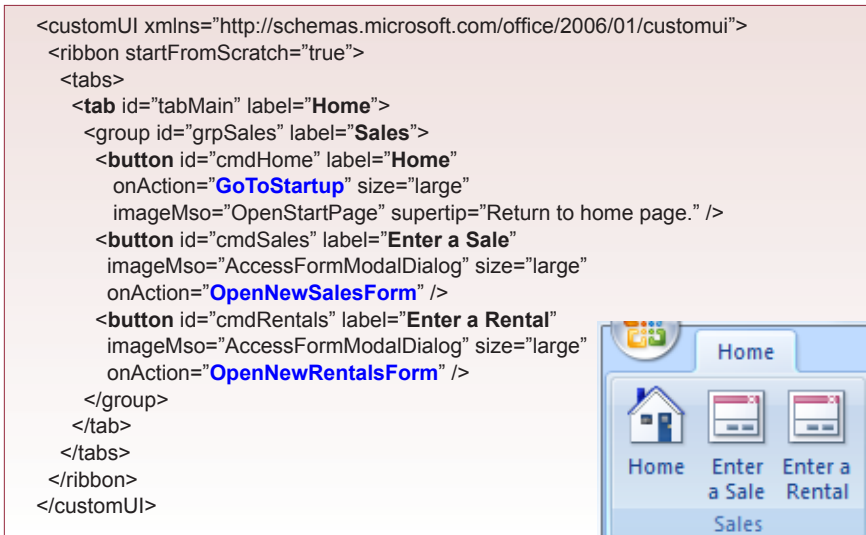 <customUI xmlns=”http://schemas.microsoft.com/office/2006/01/customui”>
<ribbon startFromScratch=”true”>
<tabs>
<tab id=”tabMain” label=”Home”>
<group id=”grpSales” label=”Sales”>
<button id=”cmdHome” label=”Home”
onAction=”GoToStartup” size=”large”
imageMso=”OpenStartPage” supertip=”Return to home page.” />
<button id=”cmdSales” label=”Enter a Sale”
imageMso=”AccessFormModalDialog” size=”large”
onAction=”OpenNewSalesForm” />
<button id=”cmdRentals” label=”Enter a Rental”
imageMso=”AccessFormModalDialog” size=”large”
onAction=”OpenNewRentalsForm” />
</group>
</tab>
</tabs>
</ribbon>
</customUI>
Home
Home Enter Enter a
a Sale Rental
Sales